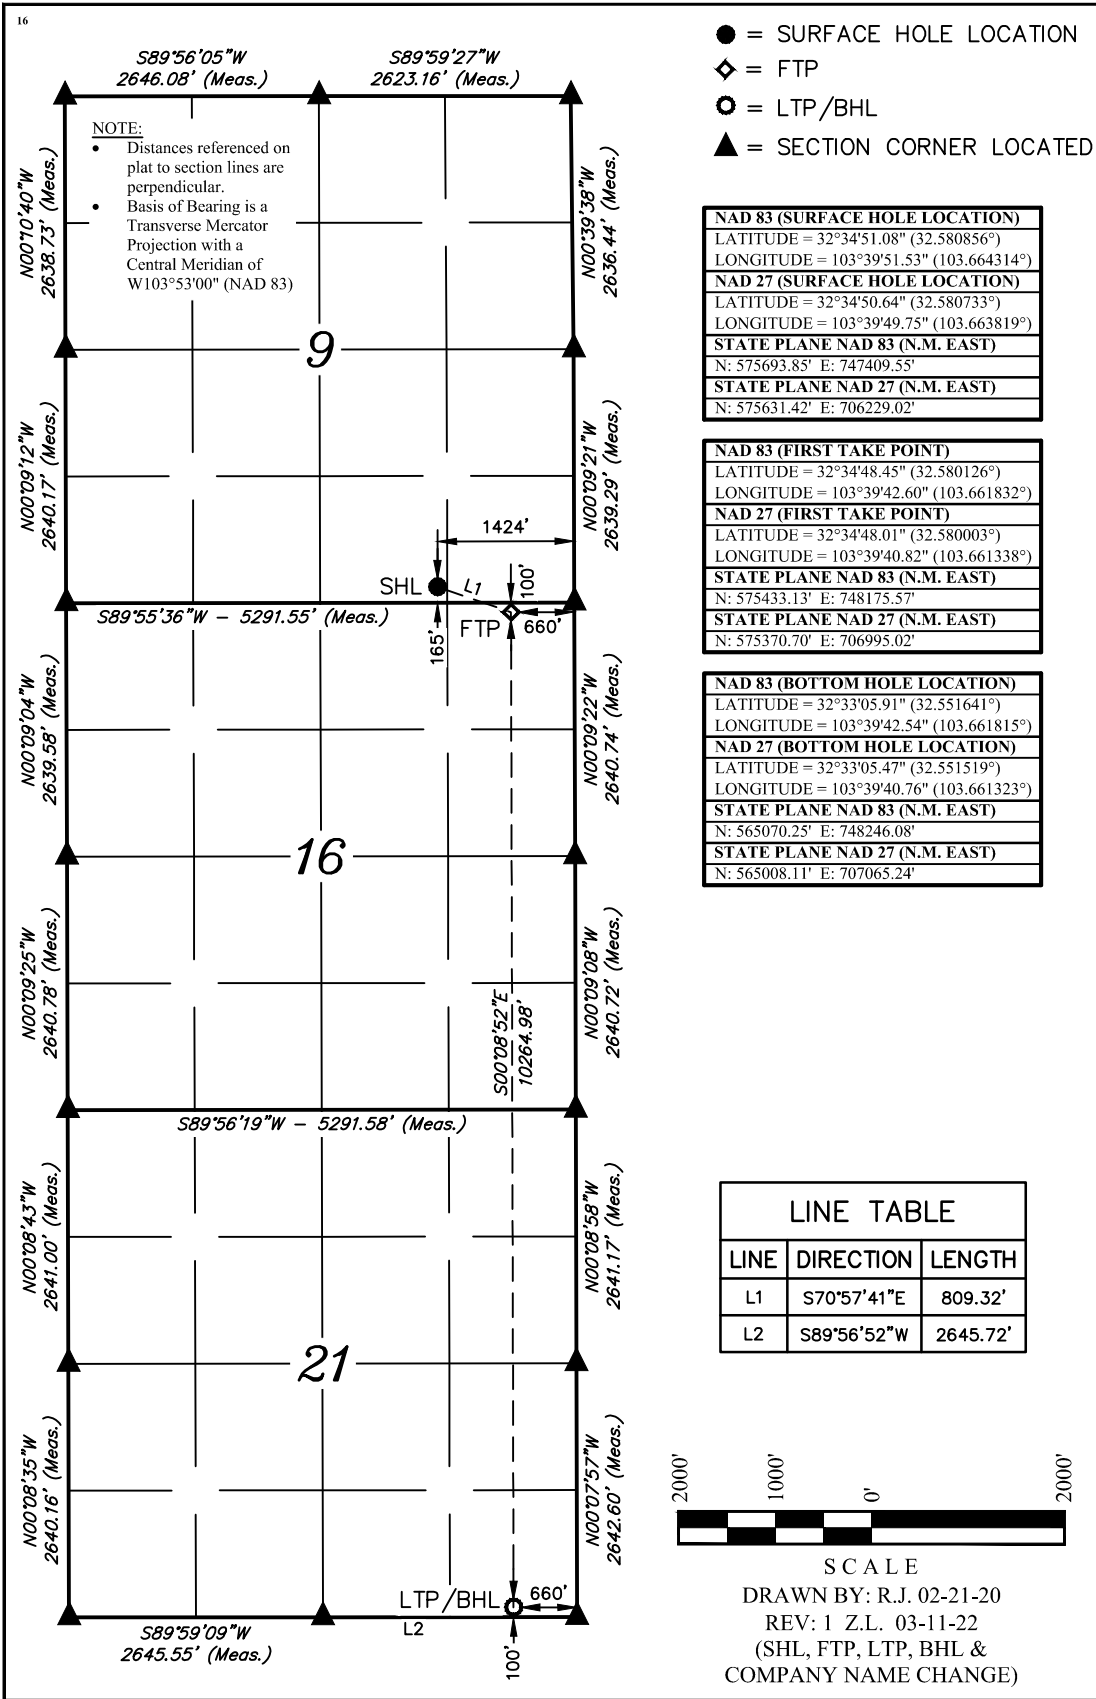 16
S89°56'05"W
2646.08' (Meas.)
S89°59'27"W
2623.16' (Meas.)
● = SURFACE HOLE LOCATION
= FTP
= LTP/BHL
▲ = SECTION CORNER LOCATED
NOTE:
• Distances referenced on
plat to section lines are
perpendicular.
• Basis of Bearing is a
Transverse Mercator
Projection with a
Central Meridian of
W103°53'00" (NAD 83)
N00°10'40"W
2638.73' (Meas.)
N00°39'38"W
2636.44' (Meas.)
9
N00°09'12"W
2640.17' (Meas.)
N00°09'21"W
2639.29' (Meas.)
1424'
SHL
L1
100'
S89°55'36"W – 5291.55' (Meas.)
165'
FTP
660'
N00°09'04"W
2639.58' (Meas.)
N00°09'22"W
2640.74' (Meas.)
16
N00°09'25"W
2640.78' (Meas.)
S00°08'52"E
10264.98'
N00°09'08"W
2640.72' (Meas.)
S89°56'19"W – 5291.58' (Meas.)
N00°08'43"W
2641.00' (Meas.)
N00°08'58"W
2641.17' (Meas.)
21
N00°08'35"W
2640.16' (Meas.)
N00°07'57"W
2642.60' (Meas.)
LTP/BHL
660'
L2
100'
S89°59'09"W
2645.55' (Meas.)
NAD 83 (SURFACE HOLE LOCATION)
LATITUDE = 32°34'51.08" (32.580856°)
LONGITUDE = 103°39'51.53" (103.664314°)
NAD 27 (SURFACE HOLE LOCATION)
LATITUDE = 32°34'50.64" (32.580733°)
LONGITUDE = 103°39'49.75" (103.663819°)
STATE PLANE NAD 83 (N.M. EAST)
N: 575693.85' E: 747409.55'
STATE PLANE NAD 27 (N.M. EAST)
N: 575631.42' E: 706229.02'
NAD 83 (FIRST TAKE POINT)
LATITUDE = 32°34'48.45" (32.580126°)
LONGITUDE = 103°39'42.60" (103.661832°)
NAD 27 (FIRST TAKE POINT)
LATITUDE = 32°34'48.01" (32.580003°)
LONGITUDE = 103°39'40.82" (103.661338°)
STATE PLANE NAD 83 (N.M. EAST)
N: 575433.13' E: 748175.57'
STATE PLANE NAD 27 (N.M. EAST)
N: 575370.70' E: 706995.02'
NAD 83 (BOTTOM HOLE LOCATION)
LATITUDE = 32°33'05.91" (32.551641°)
LONGITUDE = 103°39'42.54" (103.661815°)
NAD 27 (BOTTOM HOLE LOCATION)
LATITUDE = 32°33'05.47" (32.551519°)
LONGITUDE = 103°39'40.76" (103.661323°)
STATE PLANE NAD 83 (N.M. EAST)
N: 565070.25' E: 748246.08'
STATE PLANE NAD 27 (N.M. EAST)
N: 565008.11' E: 707065.24'
LINE TABLE
LINE DIRECTION LENGTH
L1 S70°57'41"E 809.32'
L2 S89°56'52"W 2645.72'
2000' 1000' 0' 2000'
SCALE
DRAWN BY: R.J. 02-21-20
REV: 1 Z.L. 03-11-22
(SHL, FTP, LTP, BHL &
COMPANY NAME CHANGE)